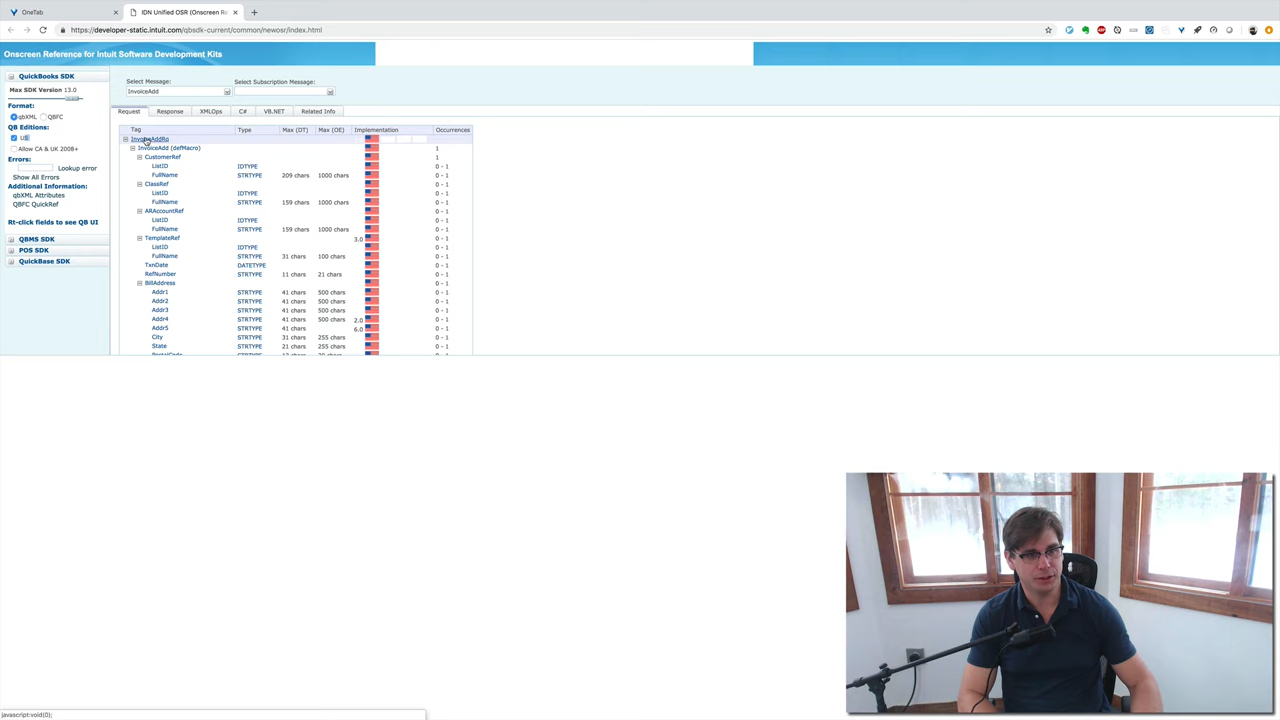 OneTab
IDN Unified OSR (Onscreen Re
https://developer-static.intuit.com/qbsdk-current/common/newosr/index.html
Onscreen Reference for Intuit Software Development Kits
QuickBooks SDK
Max SDK Version 13.0
Format:
qbXML QBFC
QB Editions:
US
Allow CA & UK 2008+
Errors:
Lookup error
Show All Errors
Additional Information:
qbXML Attributes
QBFC QuickRef
Rt-click fields to see QB UI
QBMS SDK
POS SDK
QuickBase SDK
Select Message: Select Subscription Message:
InvoiceAdd
Request Response XMLOps C# VB.NET Related Info
Tag Type Max (DT) Max (OE) Implementation Occurrences
InvoiceAddRq
InvoiceAdd (defMacro) 1
CustomerRef 1
ListID IDTYPE 0 - 1
FullName STRTYPE 209 chars 1000 chars 0 - 1
ClassRef 0 - 1
ListID IDTYPE 0 - 1
FullName STRTYPE 159 chars 1000 chars 0 - 1
ARAccountRef 0 - 1
ListID IDTYPE 0 - 1
FullName STRTYPE 159 chars 1000 chars 0 - 1
TemplateRef 3.0 0 - 1
ListID IDTYPE 0 - 1
FullName STRTYPE 31 chars 100 chars 0 - 1
TxnDate DATETYPE 0 - 1
RefNumber STRTYPE 11 chars 21 chars 0 - 1
BillAddress 0 - 1
Addr1 STRTYPE 41 chars 500 chars 0 - 1
Addr2 STRTYPE 41 chars 500 chars 0 - 1
Addr3 STRTYPE 41 chars 500 chars 0 - 1
Addr4 STRTYPE 41 chars 500 chars 2.0 0 - 1
Addr5 STRTYPE 41 chars 6.0 0 - 1
City STRTYPE 31 chars 255 chars 0 - 1
State STRTYPE 21 chars 255 chars 0 - 1
javascript:void(0);